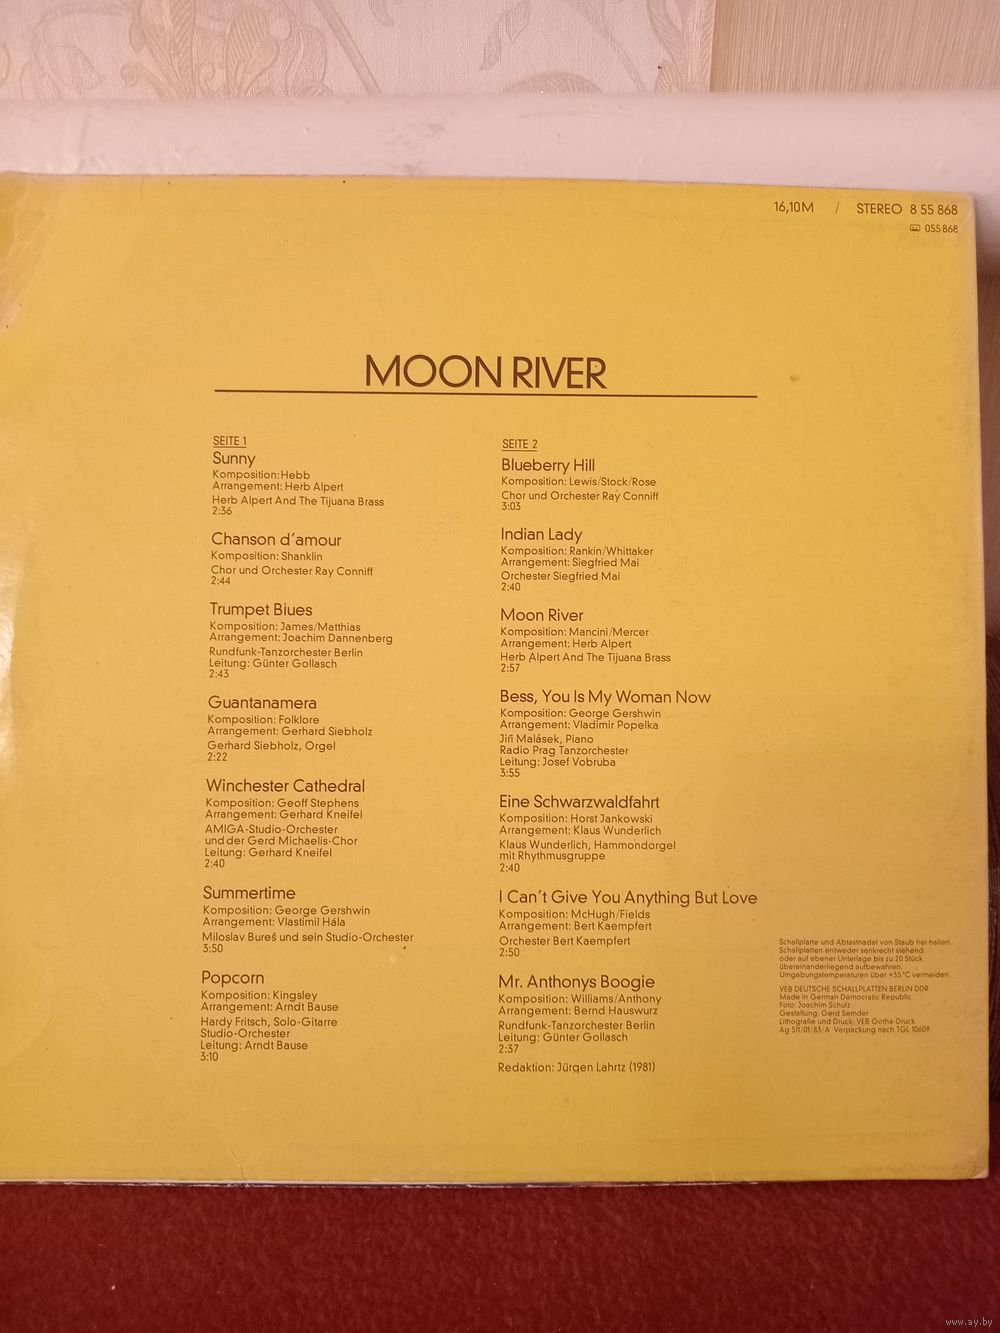 16,10M / STEREO 8 55 868
055868
MOON RIVER
SEITE 1
Sunny
Komposition: Hebb
Arrangement: Herb Alpert
Herb Alpert And The Tijuana Brass
2:36
Chanson d'amour
Komposition: Shanklin
Chor und Orchester Ray Conniff
2:44
Trumpet Blues
Komposition: James/Matthias
Arrangement: Joachim Dannenberg
Rundfunk-Tanzorchester Berlin
Leitung: Günter Gollasch
2:43
Guantanamera
Komposition: Folklore
Arrangement: Gerhard Siebholz
Gerhard Siebholz, Orgel
2:22
Winchester Cathedral
Komposition: Geoff Stephens
Arrangement: Gerhard Kneifel
AMIGA-Studio-Orchester
und der Gerd Michaelis-Chor
Leitung: Gerhard Kneifel
2:40
Summertime
Komposition: George Gershwin
Arrangement: Vlastimil Hála
Miloslav Bureš und sein Studio-Orchester
3:50
Popcorn
Komposition: Kingsley
Arrangement: Arndt Bause
Hardy Fritsch, Solo-Gitarre
Studio-Orchester
Leitung: Arndt Bause
3:10
SEITE 2
Blueberry Hill
Komposition: Lewis/Stock/Rose
Chor und Orchester Ray Conniff
3:03
Indian Lady
Komposition: Rankin/Whittaker
Arrangement: Siegfried Mai
Orchester Siegfried Mai
2:40
Moon River
Komposition: Mancini/Mercer
Arrangement: Herb Alpert
Herb Alpert And The Tijuana Brass
2:57
Bess, You Is My Woman Now
Komposition: George Gershwin
Arrangement: Vladimir Popelka
Jiři Malásek, Piano
Radio Prag Tanzorchester
Leitung: Josef Vobruba
3:55
Eine Schwarzwaldfahrt
Komposition: Horst Jankowski
Arrangement: Klaus Wunderlich
Klaus Wunderlich, Hammondorgel
mit Rhythmusgruppe
2:40
I Can't Give You Anything But Love
Komposition: McHugh/Fields
Arrangement: Bert Kaempfert
Orchester Bert Kaempfert
2:50
Mr. Anthonys Boogie
Komposition: Williams/Anthony
Arrangement: Bernd Hauswurz
Rundfunk-Tanzorchester Berlin
Leitung: Günter Gollasch
2:37
Redaktion: Jürgen Lahrtz (1981)
Schallplatte und Abtastnadel von Staub frei halten.
Schallplatten entweder senkrecht stehend
oder auf ebener Unterlage bis zu 20 Stück
übereinanderliegend aufbewahren.
Umgebungstemperaturen über +35°C vermeiden.
VEB DEUTSCHE SCHALLPLATTEN BERLIN DDR
Made in German Democratic Republic
Foto: Joachim Schulz
Gestaltung: Gerd Semder
Lithografie und Druck: VEB Gotha-Druck
Ag 511/01/83/A Verpackung nach TGL 10609
www.ay.by